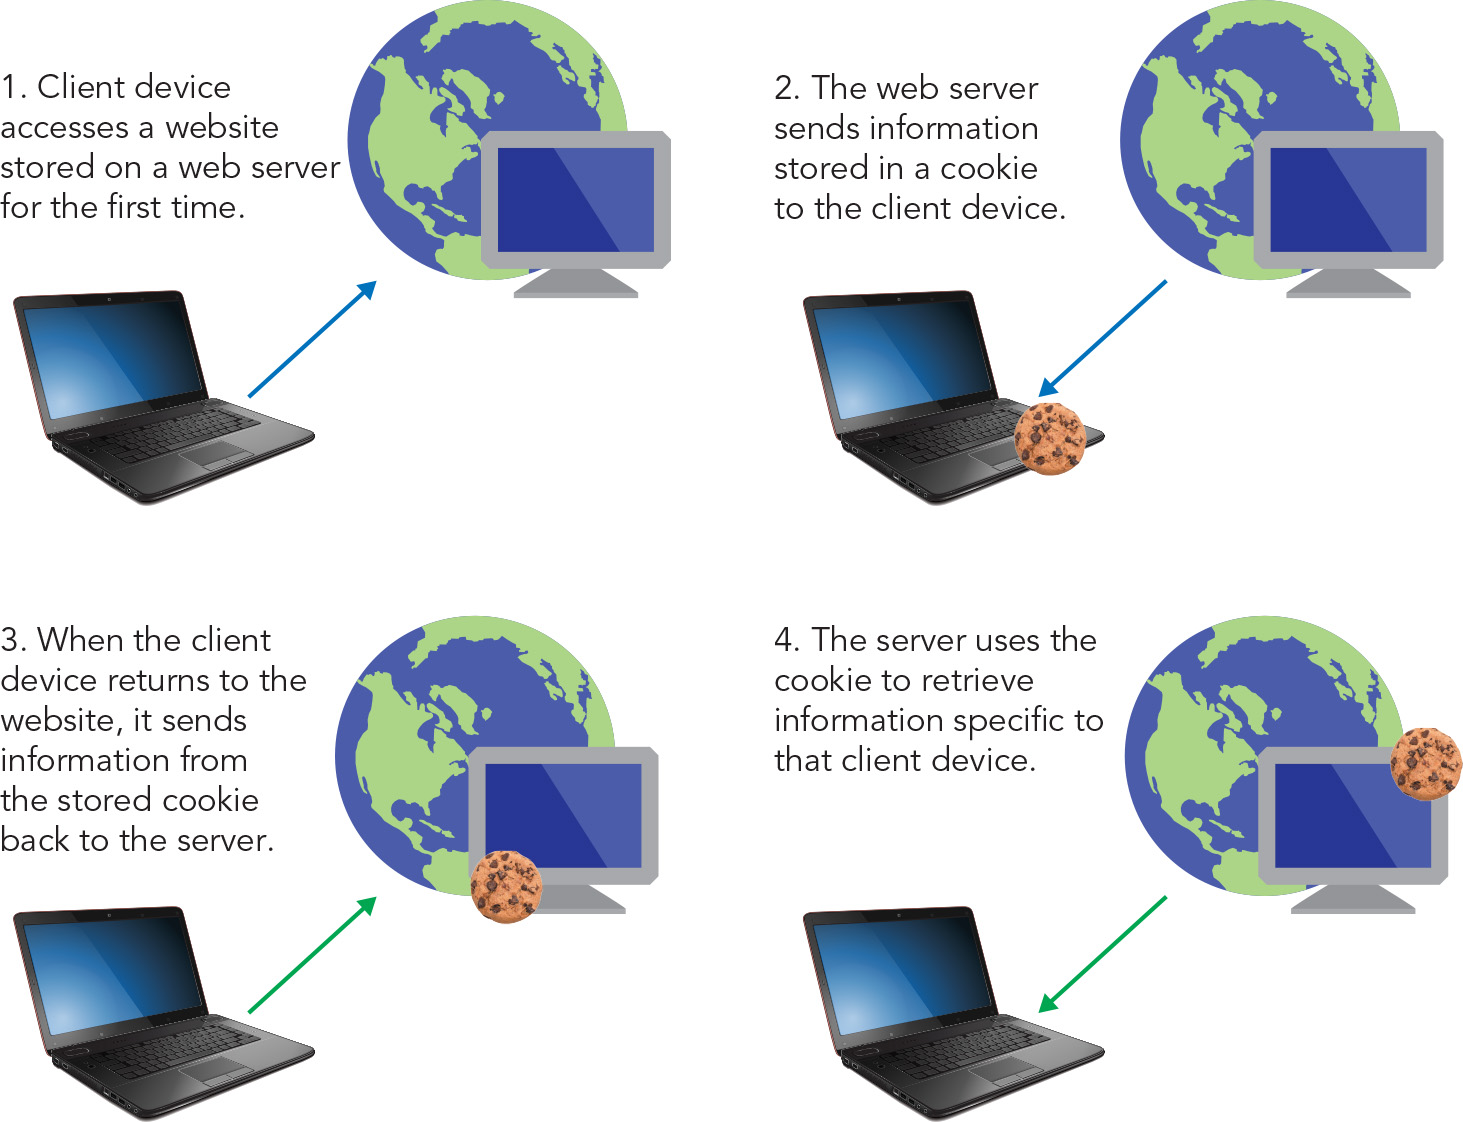 1. Client device
accesses a website
stored on a web server
for the first time.
2. The web server
sends information
stored in a cookie
to the client device.
3. When the client
device returns to the
website, it sends
information from
the stored cookie
back to the server.
4. The server uses the
cookie to retrieve
information specific to
that client device.